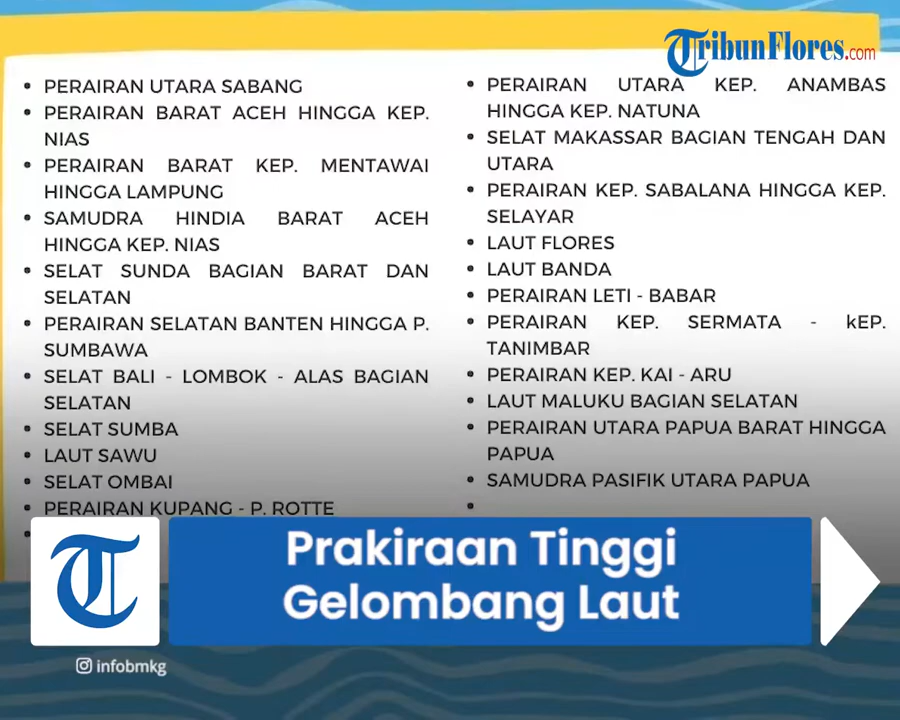 TribunFlores.com
• PERAIRAN UTARA SABANG
• PERAIRAN BARAT ACEH HINGGA KEP.
NIAS
• PERAIRAN BARAT KEP. MENTAWAI
HINGGA LAMPUNG
• SAMUDRA HINDIA BARAT ACEH
HINGGA KEP. NIAS
• SELAT SUNDA BAGIAN BARAT DAN
SELATAN
• PERAIRAN SELATAN BANTEN HINGGA P.
SUMBAWA
• SELAT BALI - LOMBOK - ALAS BAGIAN
SELATAN
• SELAT SUMBA
• LAUT SAWU
• SELAT OMBAI
• PERAIRAN KUPANG - P. ROTTE
• PERAIRAN UTARA KEP. ANAMBAS
HINGGA KEP. NATUNA
• SELAT MAKASSAR BAGIAN TENGAH DAN
UTARA
• PERAIRAN KEP. SABALANA HINGGA KEP.
SELAYAR
• LAUT FLORES
• LAUT BANDA
• PERAIRAN LETI - BABAR
• PERAIRAN KEP. SERMATA - kEP.
TANIMBAR
• PERAIRAN KEP. KAI - ARU
• LAUT MALUKU BAGIAN SELATAN
• PERAIRAN UTARA PAPUA BARAT HINGGA
PAPUA
• SAMUDRA PASIFIK UTARA PAPUA
T
Prakiraan Tinggi
Gelombang Laut
infobmkg